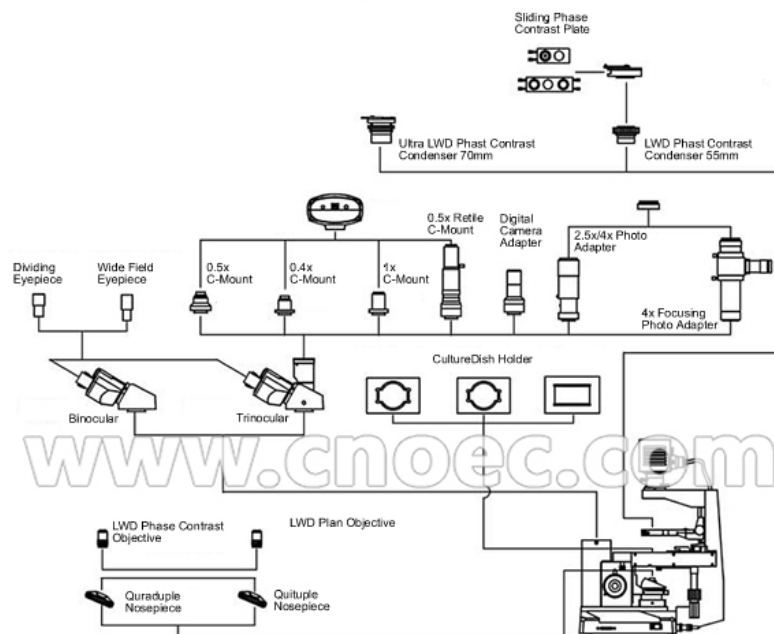 Sliding Phase
Contrast Plate
Ultra LWD Phast Contrast
Condenser 70mm
LWD Phast Contrast
Condenser 55mm
0.5x Retile
C-Mount
Digital
Camera
Adapter
2.5x/4x Photo
Adapter
Dividing
Eyepiece
Wide Field
Eyepiece
0.5x
C-Mount
0.4x
C-Mount
1x
C-Mount
4x Focusing
Photo Adapter
CultureDish Holder
Binocular
Trinocular
www.cnoec.com
LWD Phase Contrast
Objective
LWD Plan Objective
Quraduple
Nosepiece
Quituple
Nosepiece